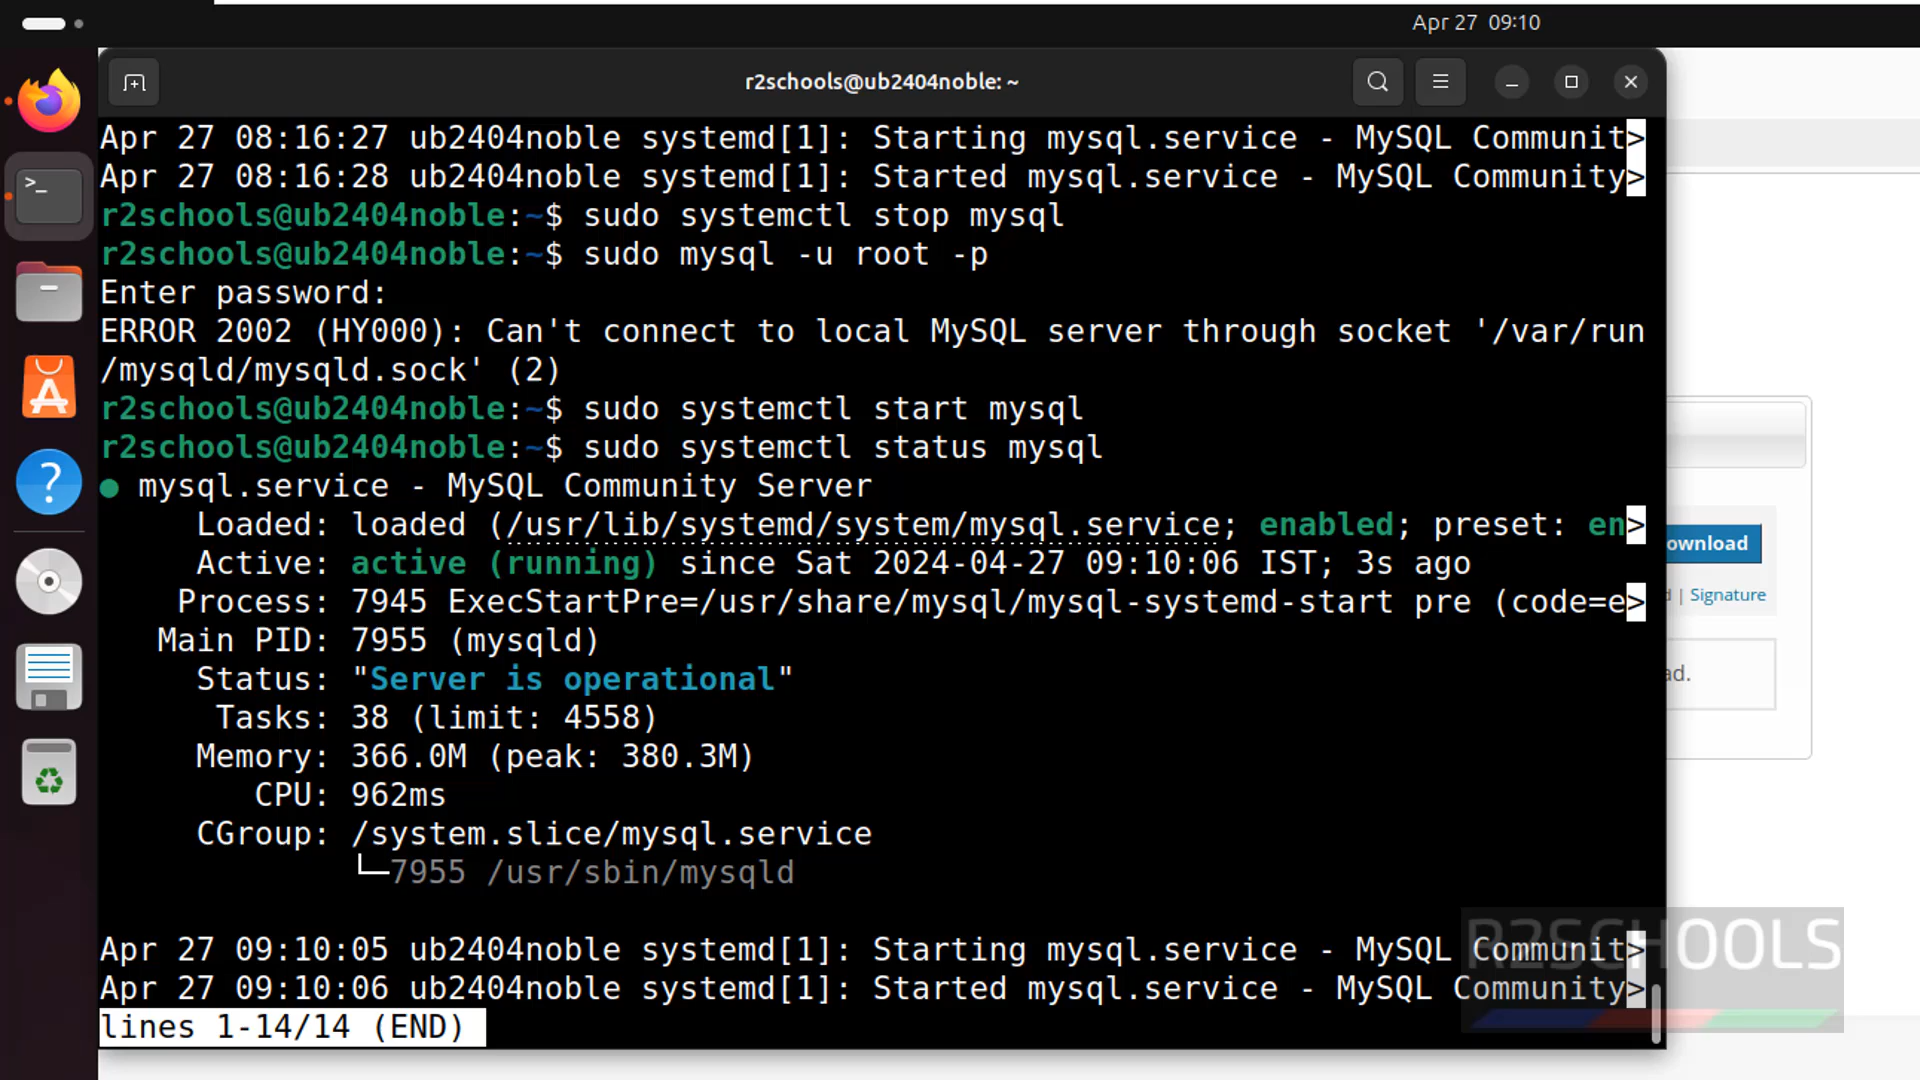 Apr 27 09:10
r2schools@ub2404noble: ~
Apr 27 08:16:27 ub2404noble systemd[1]: Starting mysql.service - MySQL Communit>
Apr 27 08:16:28 ub2404noble systemd[1]: Started mysql.service - MySQL Community>
r2schools@ub2404noble:~$ sudo systemctl stop mysql
r2schools@ub2404noble:~$ sudo mysql -u root -p
Enter password:
ERROR 2002 (HY000): Can't connect to local MySQL server through socket '/var/run
/mysqld/mysqld.sock' (2)
r2schools@ub2404noble:~$ sudo systemctl start mysql
r2schools@ub2404noble:~$ sudo systemctl status mysql
● mysql.service - MySQL Community Server
Loaded: loaded (/usr/lib/systemd/system/mysql.service; enabled; preset: en>
Active: active (running) since Sat 2024-04-27 09:10:06 IST; 3s ago
Process: 7945 ExecStartPre=/usr/share/mysql/mysql-systemd-start pre (code=e>
Main PID: 7955 (mysqld)
Status: "Server is operational"
Tasks: 38 (limit: 4558)
Memory: 366.0M (peak: 380.3M)
CPU: 962ms
CGroup: /system.slice/mysql.service
└─7955 /usr/sbin/mysqld
Apr 27 09:10:05 ub2404noble systemd[1]: Starting mysql.service - MySQL Communit>
Apr 27 09:10:06 ub2404noble systemd[1]: Started mysql.service - MySQL Community>
lines 1-14/14 (END)
ownload
| Signature
ad.
R2SCHOOLS